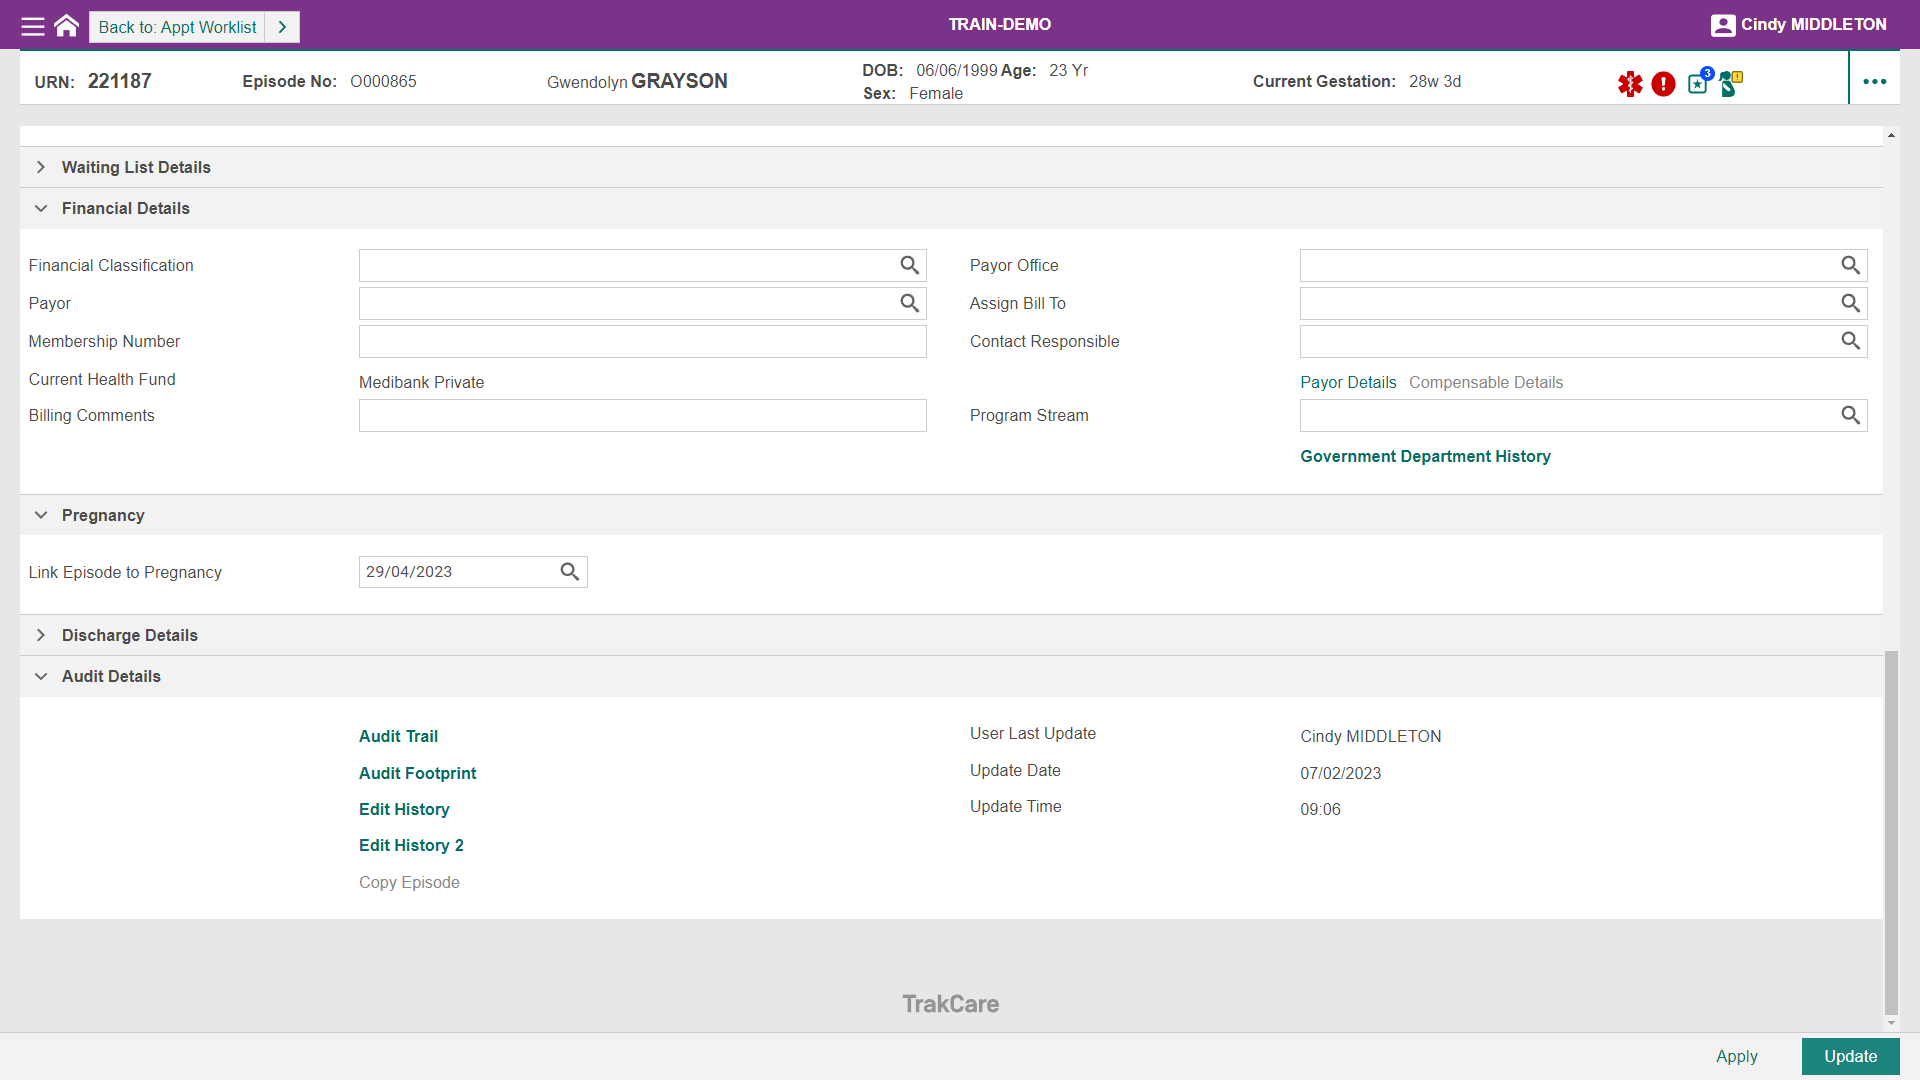 Back to: Appt Worklist
TRAIN-DEMO
Cindy MIDDLETON
URN: 221187
Episode No: O000865
Gwendolyn GRAYSON
DOB: 06/06/1999 Age: 23 Yr
Sex: Female
Current Gestation: 28w 3d
3
Waiting List Details
Financial Details
Financial Classification
Payor Office
Payor
Assign Bill To
Membership Number
Contact Responsible
Current Health Fund
Medibank Private
Payor Details Compensable Details
Billing Comments
Program Stream
Government Department History
Pregnancy
Link Episode to Pregnancy
29/04/2023
Discharge Details
Audit Details
Audit Trail
User Last Update
Cindy MIDDLETON
Audit Footprint
Update Date
07/02/2023
Edit History
Update Time
09:06
Edit History 2
Copy Episode
TrakCare
Apply
Update